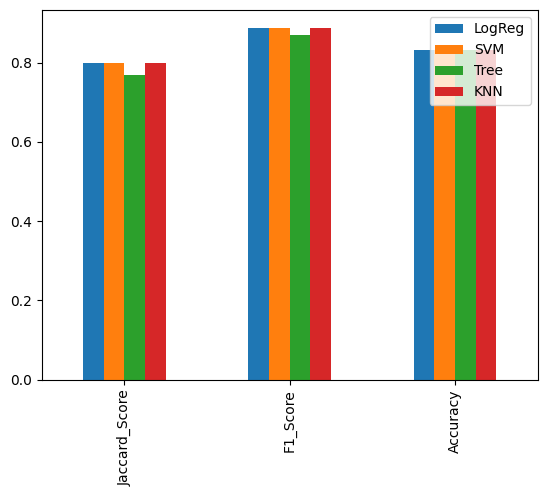 LogReg
SVM
Tree
KNN
0.8
0.6
0.4
0.2
0.0
Jaccard_Score
F1_Score
Accuracy